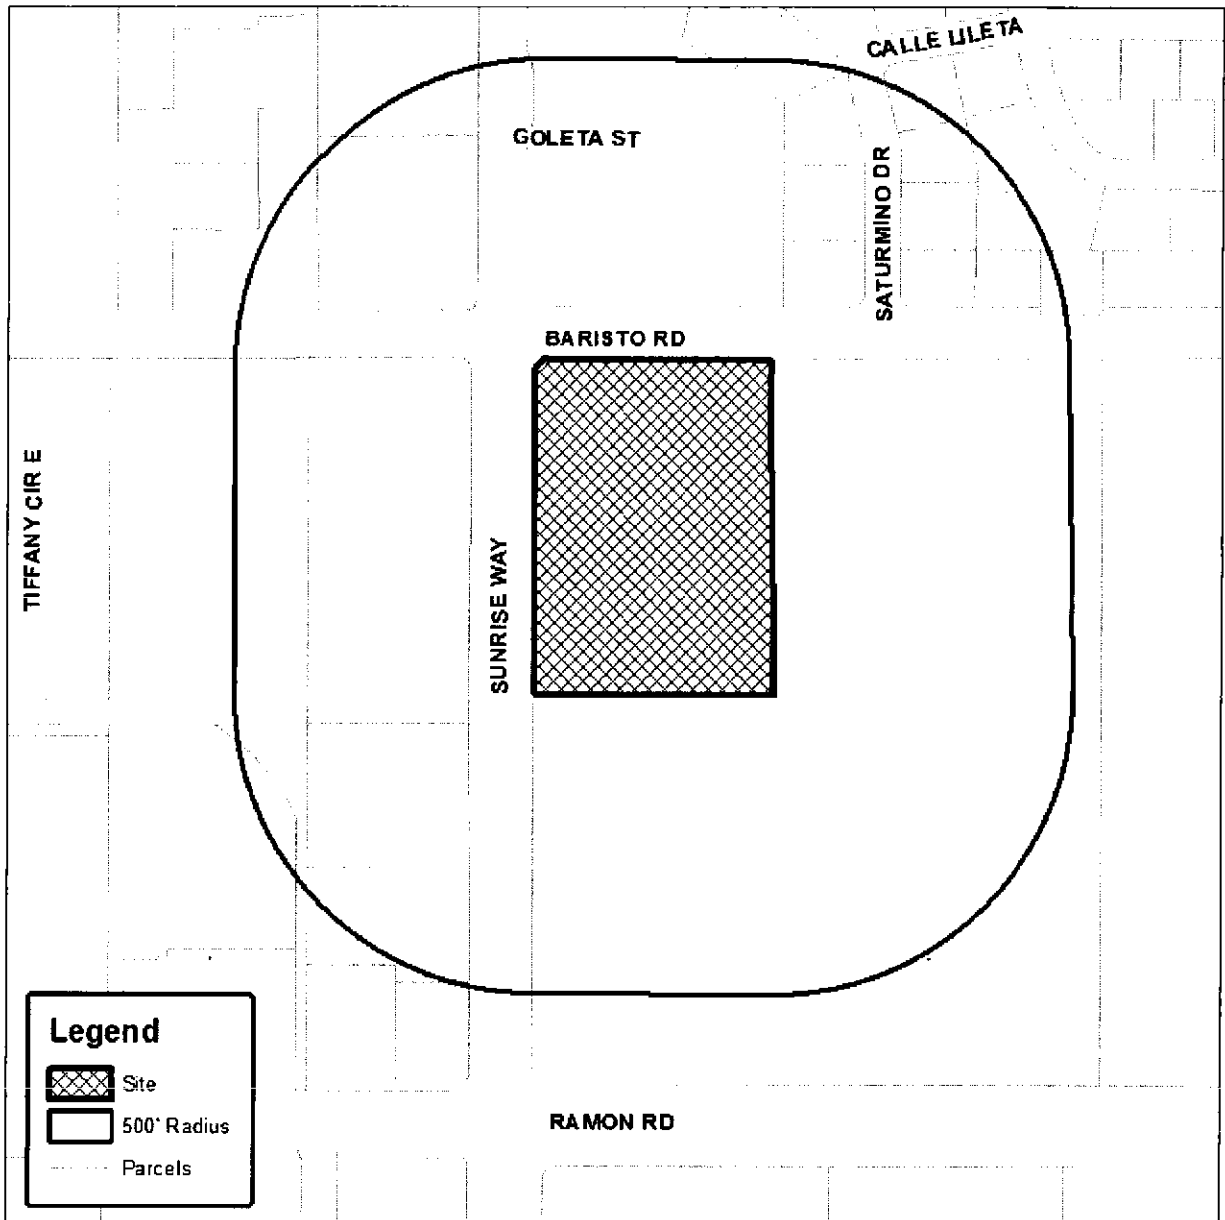 CALLE LILETA
GOLETA ST
SATURMINO DR
BARISTO RD
TIFFANY CIR E
SUNRISE WAY
Legend
Site
500' Radius
Parcels
RAMON RD